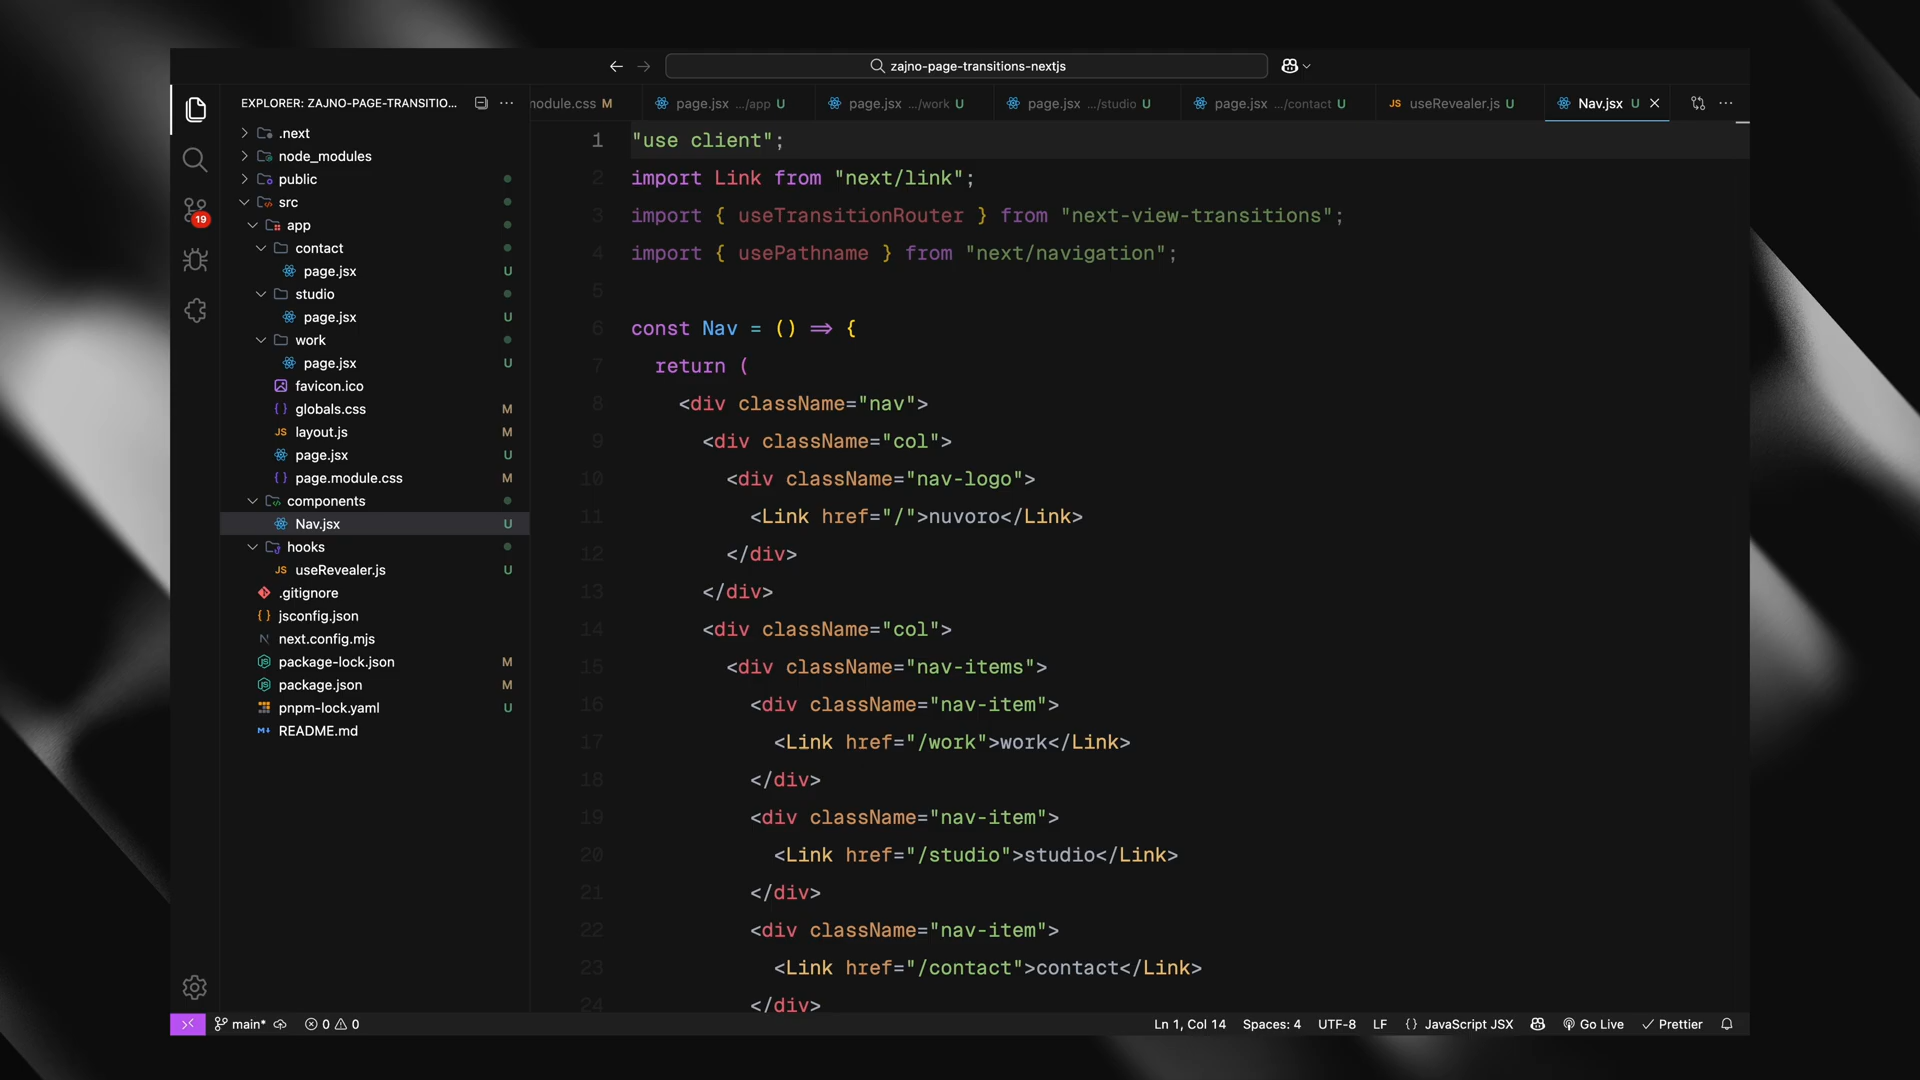 zajno-page-transitions-nextjs
EXPLORER: ZAJNO-PAGE-TRANSITIO...
.next
node_modules
public
src
app
contact
page.jsx U
studio
page.jsx U
work
page.jsx U
favicon.ico
globals.css M
JS layout.js M
page.jsx U
page.module.css M
components
Nav.jsx U
hooks
JS useRevealer.js U
.gitignore
jsconfig.json
next.config.mjs
package-lock.json M
package.json M
pnpm-lock.yaml U
README.md
19
odule.css M
page.jsx .../app U
page.jsx .../work U
page.jsx .../studio U
page.jsx .../contact U
JS useRevealer.js U
Nav.jsx U
1 "use client";
2 import Link from "next/link";
3 import { useTransitionRouter } from "next-view-transitions";
4 import { usePathname } from "next/navigation";
5
6 const Nav = () => {
7 return (
8 <div className="nav">
9 <div className="col">
10 <div className="nav-logo">
11 <Link href="/">nuvoro</Link>
12 </div>
13 </div>
14 <div className="col">
15 <div className="nav-items">
16 <div className="nav-item">
17 <Link href="/work">work</Link>
18 </div>
19 <div className="nav-item">
20 <Link href="/studio">studio</Link>
21 </div>
22 <div className="nav-item">
23 <Link href="/contact">contact</Link>
24 </div>
main* 0 0
Ln 1, Col 14 Spaces: 4 UTF-8 LF {} JavaScript JSX Go Live Prettier